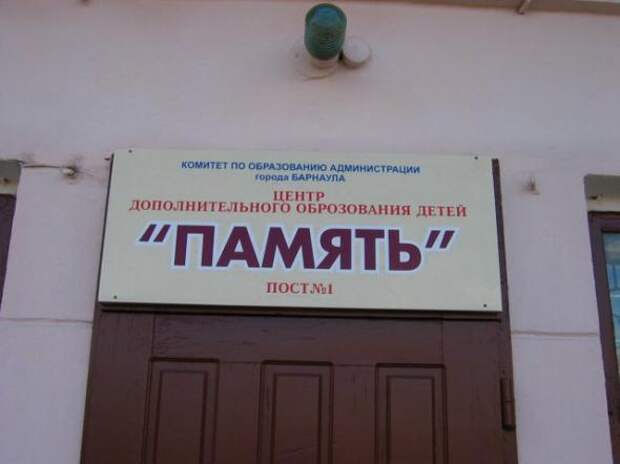 КОМИТЕТ ПО ОБРАЗОВАНИЮ АДМИНИСТРАЦИИ
города БАРНАУЛА
ЦЕНТР
ДОПОЛНИТЕЛЬНОГО ОБРОЗОВАНИЯ ДЕТЕЙ
“ПАМЯТЬ”
ПОСТ№1